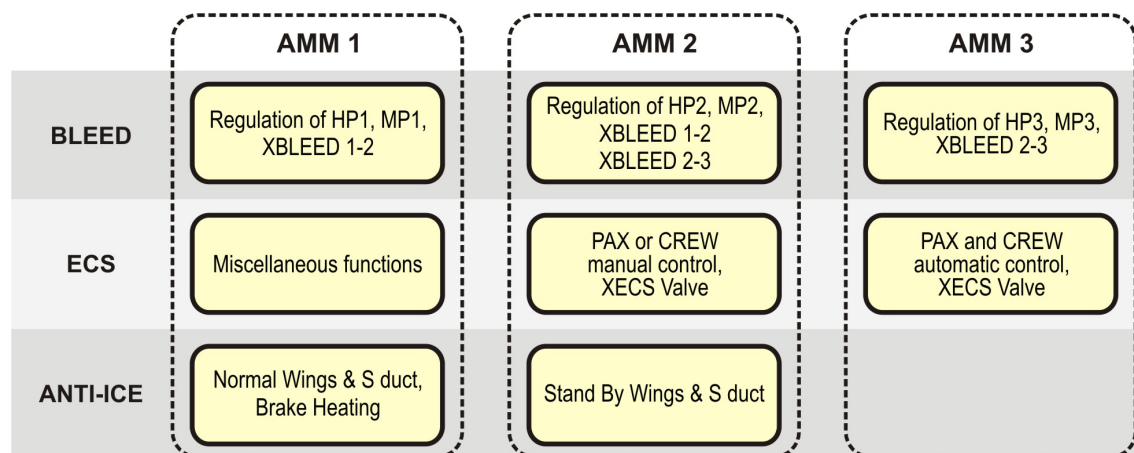 AMM 1
AMM 2
AMM 3
BLEED
Regulation of HP1, MP1,
XBLEED 1-2
Regulation of HP2, MP2,
XBLEED 1-2
XBLEED 2-3
Regulation of HP3, MP3,
XBLEED 2-3
ECS
Miscellaneous functions
PAX or CREW
manual control,
XECS Valve
PAX and CREW
automatic control,
XECS Valve
ANTI-ICE
Normal Wings & S duct,
Brake Heating
Stand By Wings & S duct